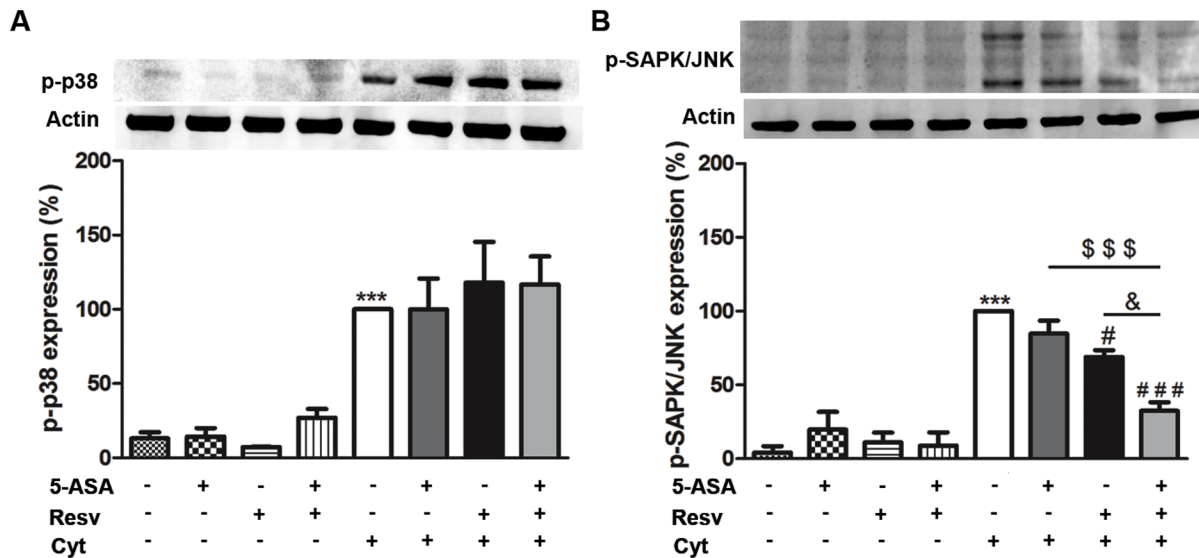 A
p-p38
Actin
p-p38 expression (%)
200
150
100
50
0
***
5-ASA - + - + - + - +
Resv - - + + - - + +
Cyt - - - - + + + +
B
p-SAPK/JNK
Actin
p-SAPK/JNK expression (%)
200
150
100
50
0
$ $ $
&
***
#
# # #
5-ASA - + - + - + - +
Resv - - + + - - + +
Cyt - - - - + + + +